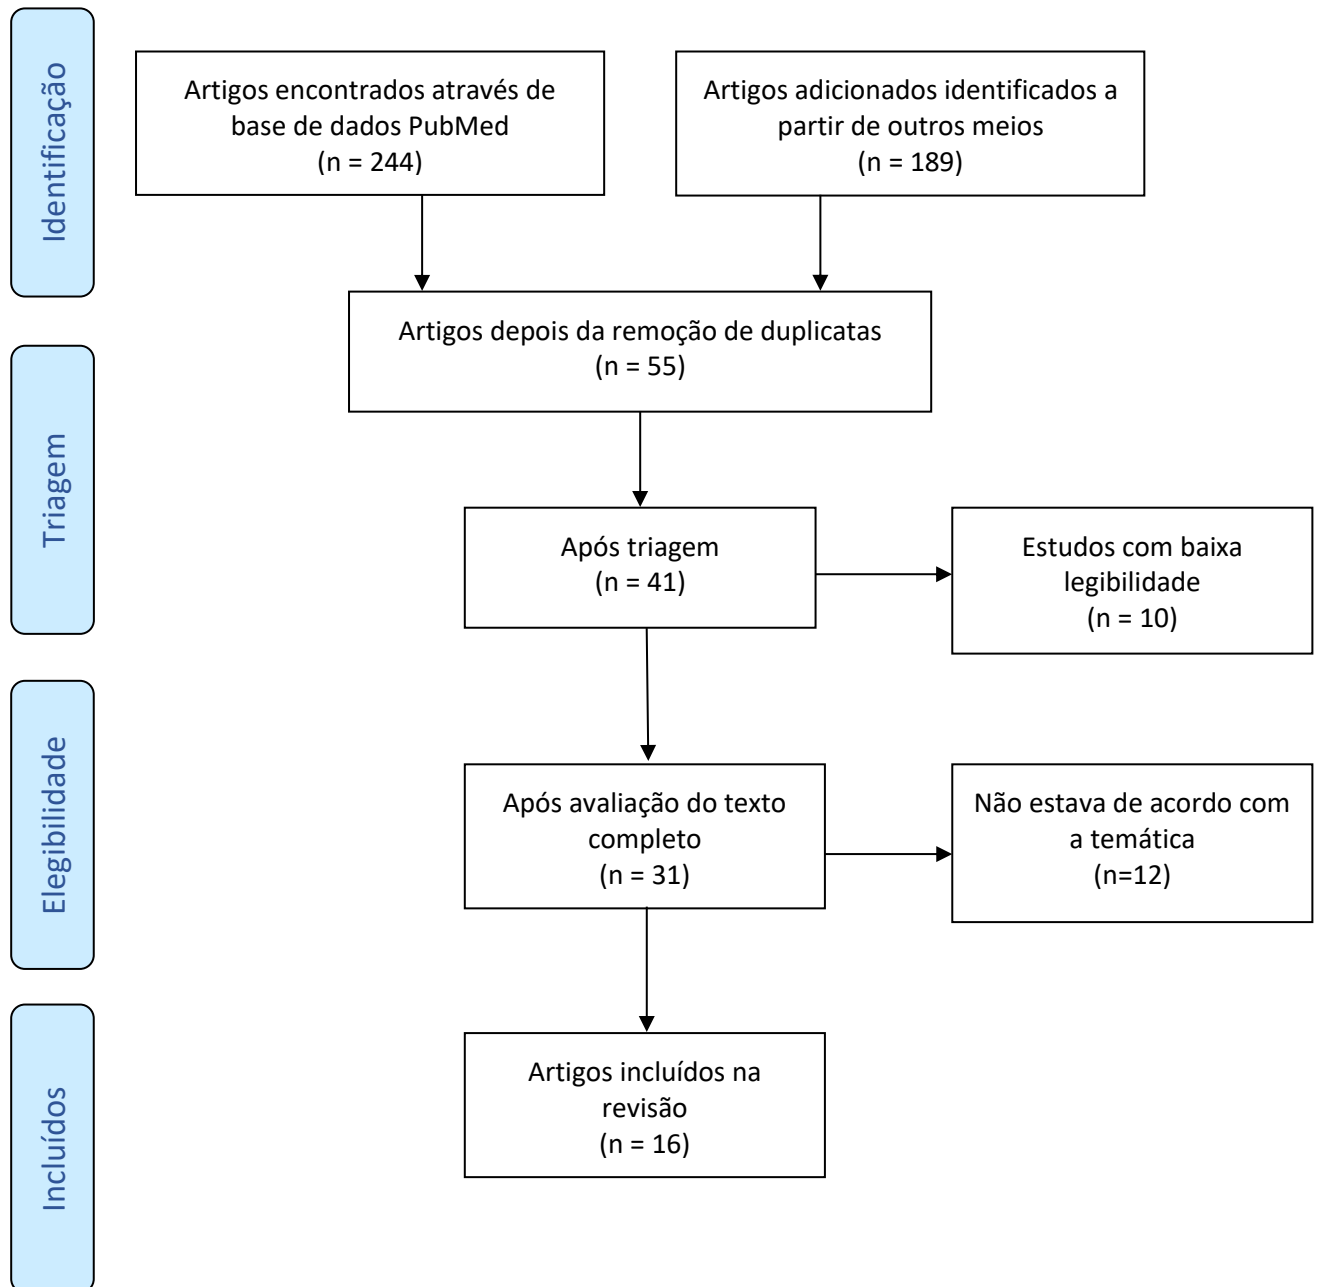 Identificação
Artigos encontrados através de
base de dados PubMed
(n = 244)
Artigos adicionados identificados a
partir de outros meios
(n = 189)
Artigos depois da remoção de duplicatas
(n = 55)
Triagem
Após triagem
(n = 41)
Estudos com baixa
legibilidade
(n = 10)
Elegibilidade
Após avaliação do texto
completo
(n = 31)
Não estava de acordo com
a temática
(n=12)
Incluídos
Artigos incluídos na
revisão
(n = 16)